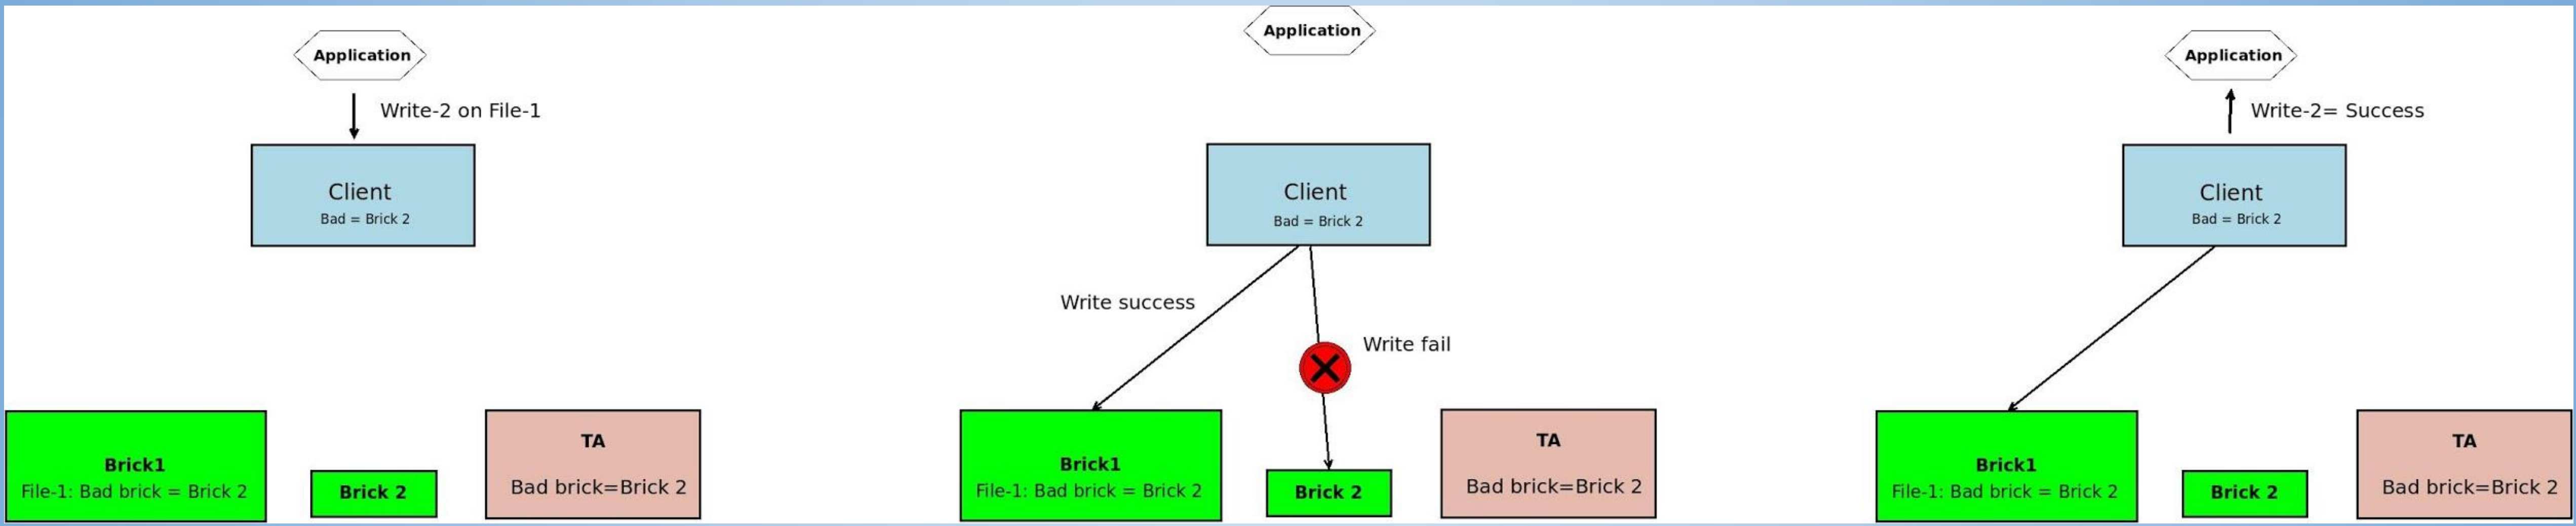 Application
Write-2 on File-1
Client
Bad = Brick 2
Brick1
File-1: Bad brick = Brick 2
Brick 2
TA
Bad brick=Brick 2
Application
Client
Bad = Brick 2
Write success
Write fail
Brick1
File-1: Bad brick = Brick 2
Brick 2
TA
Bad brick=Brick 2
Application
Write-2= Success
Client
Bad = Brick 2
Brick1
File-1: Bad brick = Brick 2
Brick 2
TA
Bad brick=Brick 2